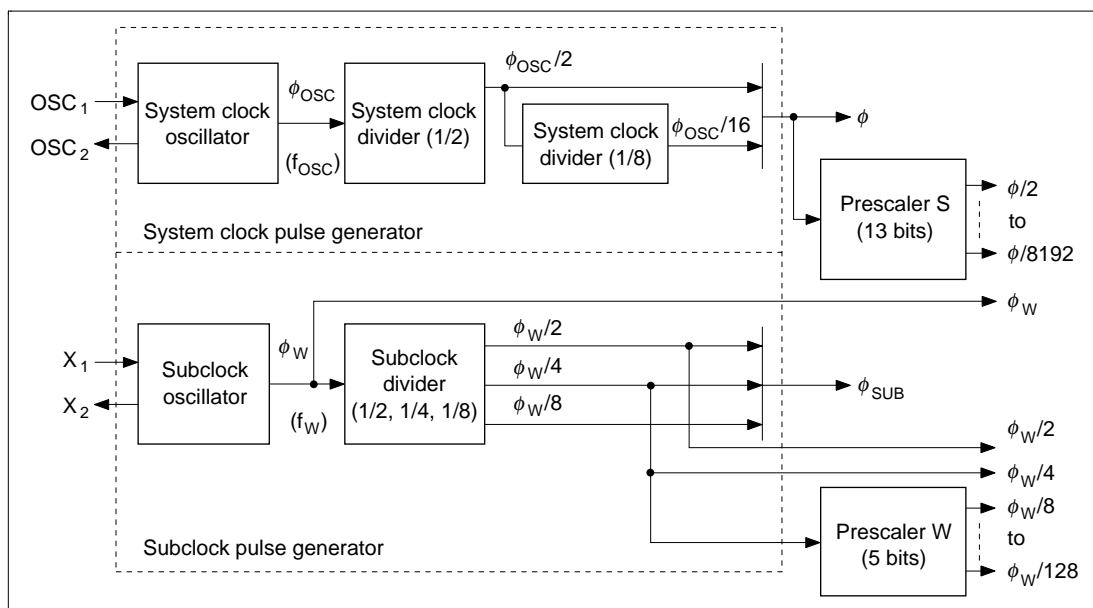 OSC1
OSC2
System clock
oscillator
ϕOSC
(fOSC)
System clock
divider (1/2)
ϕOSC/2
System clock
divider (1/8)
ϕOSC/16
ϕ
Prescaler S
(13 bits)
ϕ/2
to
ϕ/8192
System clock pulse generator
X1
X2
Subclock
oscillator
ϕW
(fW)
Subclock
divider
(1/2, 1/4, 1/8)
ϕW/2
ϕW/4
ϕW/8
ϕW
ϕSUB
ϕW/2
ϕW/4
Prescaler W
(5 bits)
ϕW/8
to
ϕW/128
Subclock pulse generator